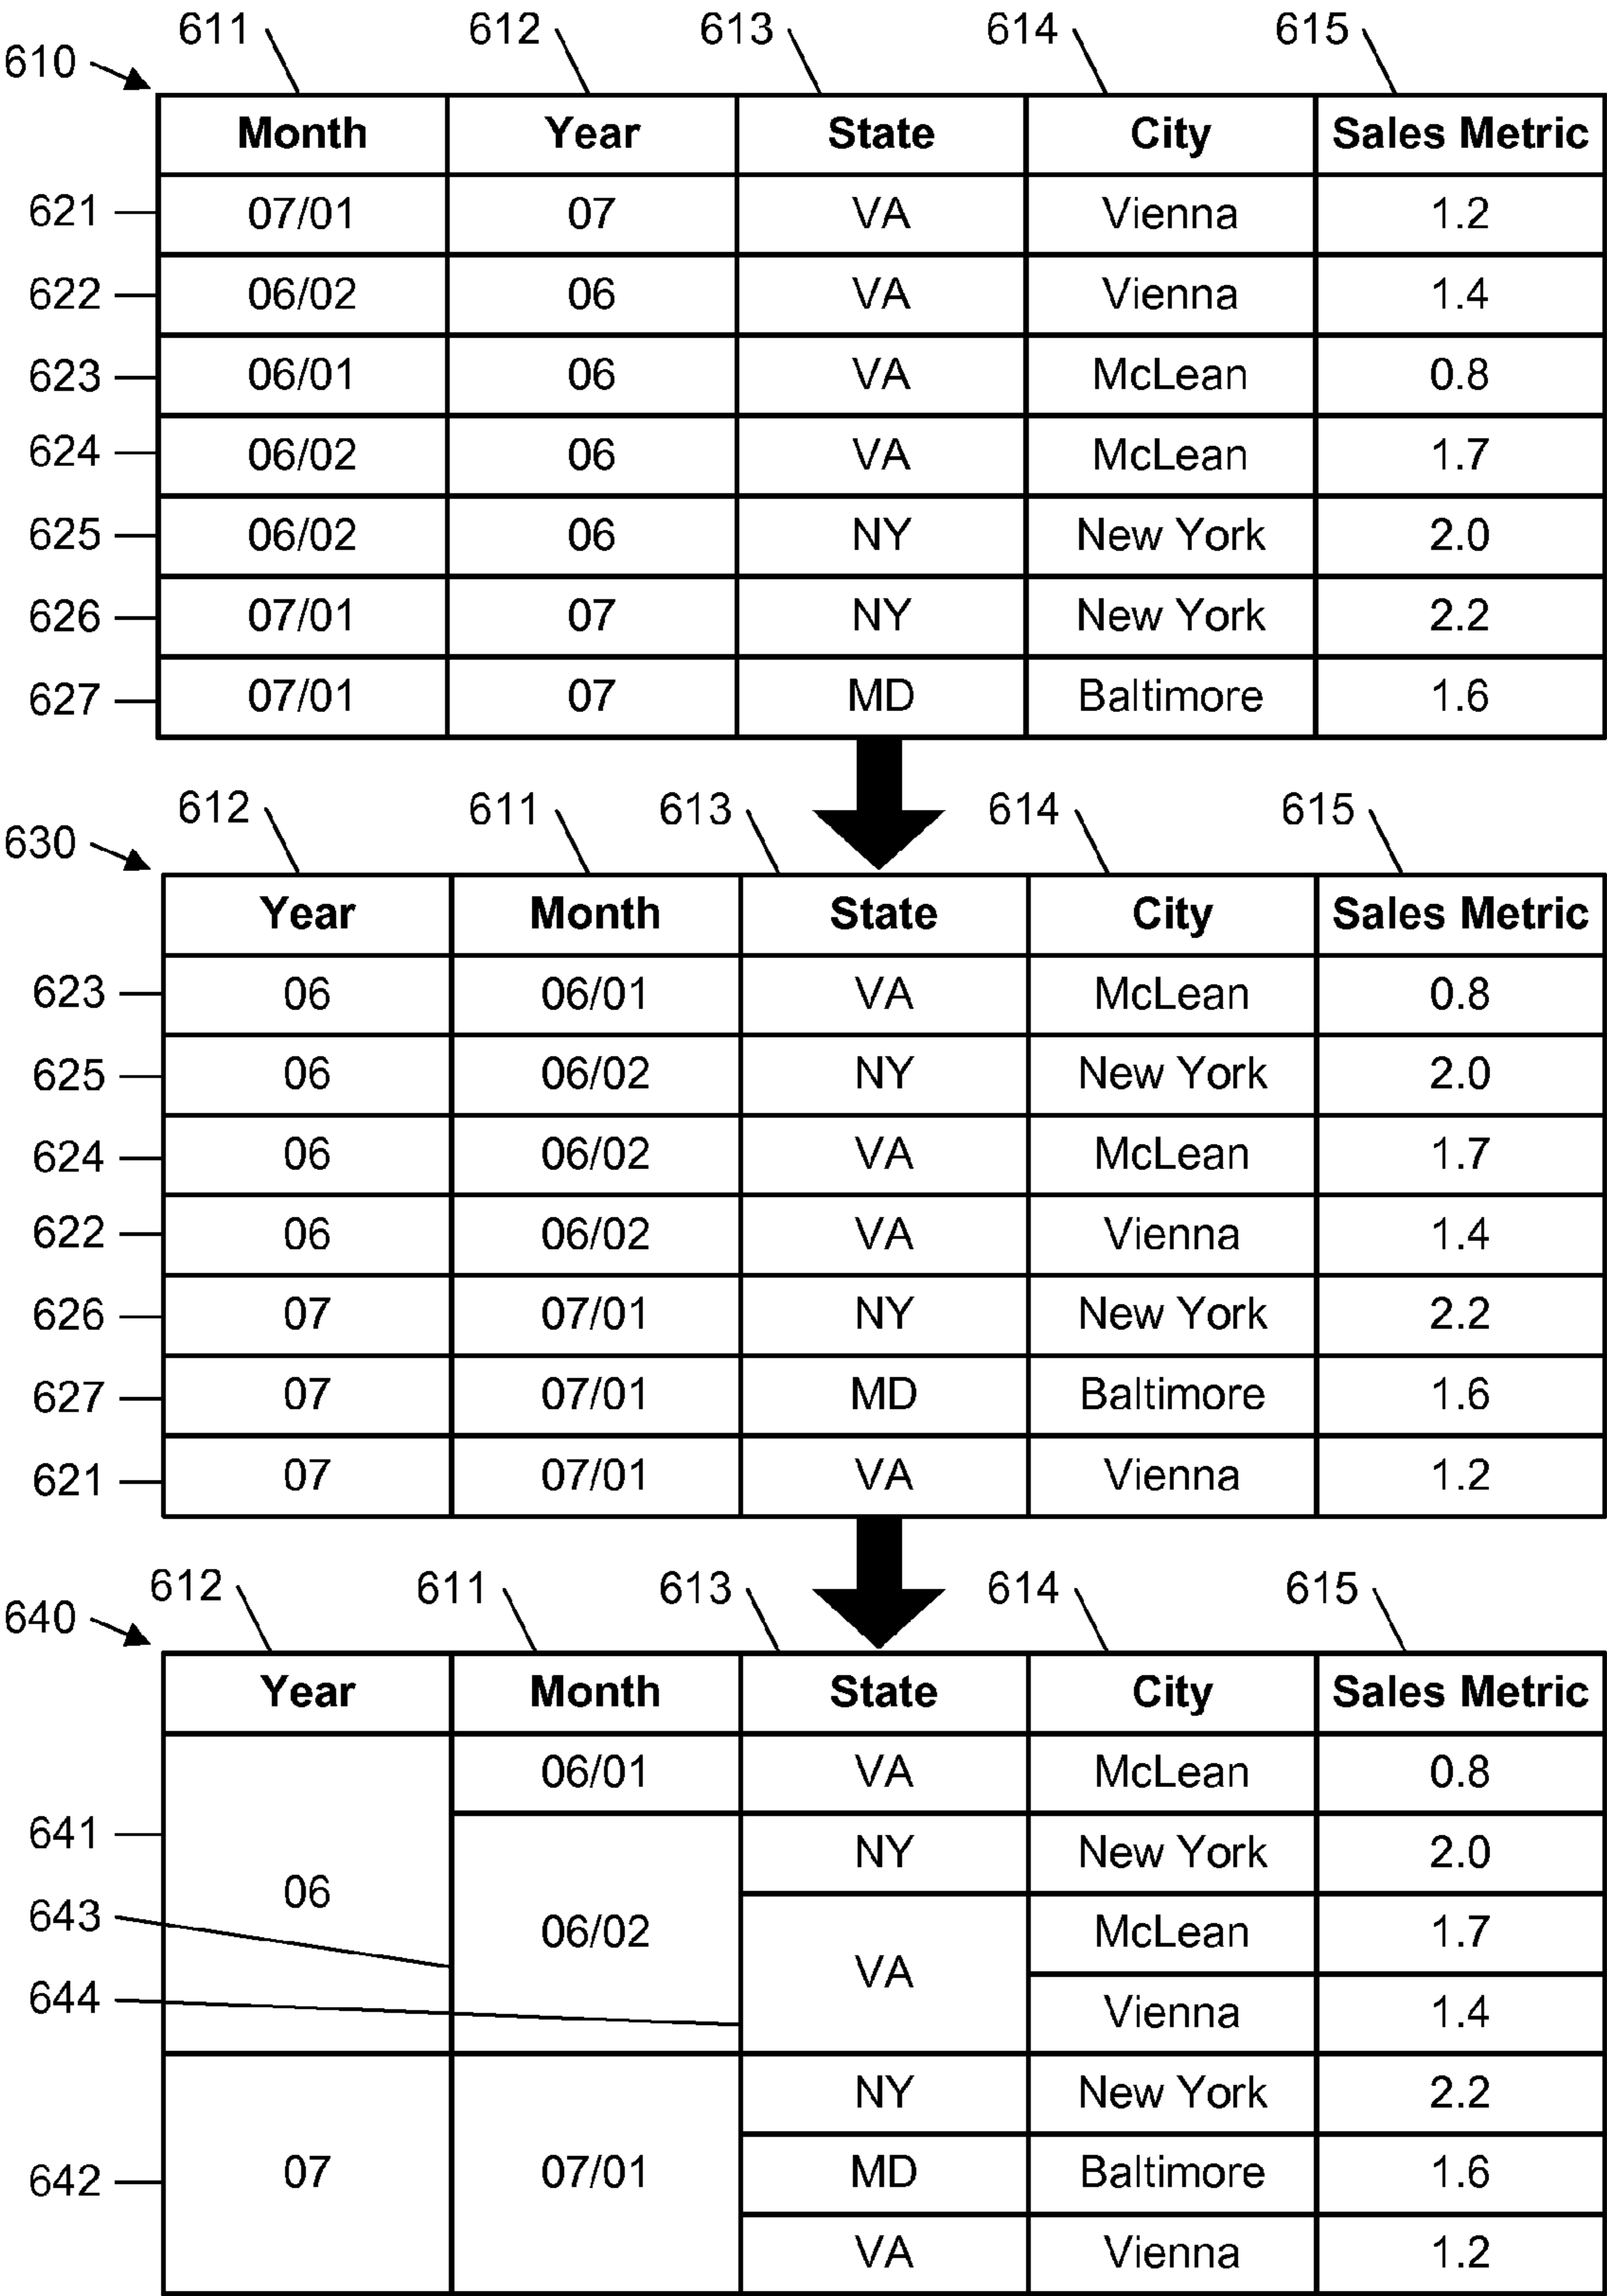 611 612 613 614 615
610
Month Year State City Sales Metric
621 07/01 07 VA Vienna 1.2
622 06/02 06 VA Vienna 1.4
623 06/01 06 VA McLean 0.8
624 06/02 06 VA McLean 1.7
625 06/02 06 NY New York 2.0
626 07/01 07 NY New York 2.2
627 07/01 07 MD Baltimore 1.6
612 611 613 614 615
630
Year Month State City Sales Metric
623 06 06/01 VA McLean 0.8
625 06 06/02 NY New York 2.0
624 06 06/02 VA McLean 1.7
622 06 06/02 VA Vienna 1.4
626 07 07/01 NY New York 2.2
627 07 07/01 MD Baltimore 1.6
621 07 07/01 VA Vienna 1.2
612 611 613 614 615
640
Year Month State City Sales Metric
06/01 VA McLean 0.8
641 NY New York 2.0
06
643 06/02 McLean 1.7
VA
644 Vienna 1.4
NY New York 2.2
642 07 07/01 MD Baltimore 1.6
VA Vienna 1.2